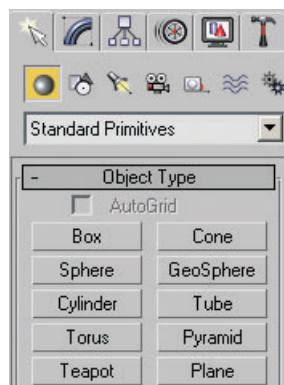 Standard Primitives
- Object Type
AutoGrid
Box Cone
Sphere GeoSphere
Cylinder Tube
Torus Pyramid
Teapot Plane